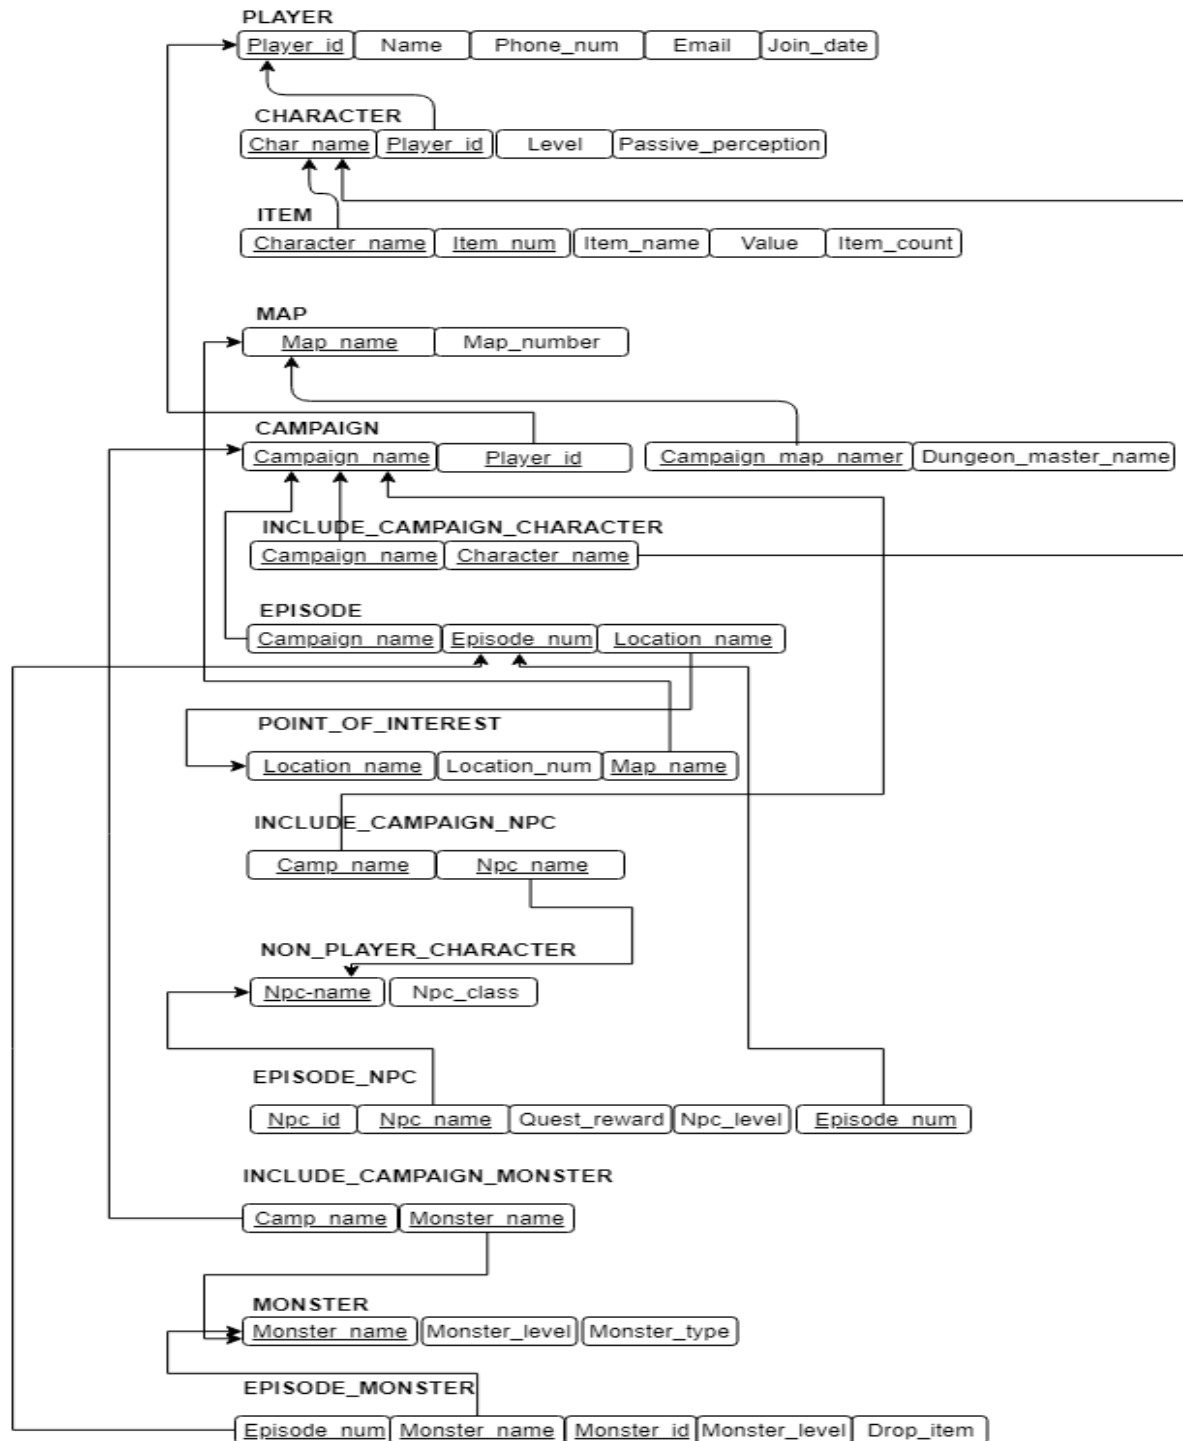 PLAYER
Player_id Name Phone_num Email Join_date
CHARACTER
Char_name Player_id Level Passive_perception
ITEM
Character_name Item_num Item_name Value Item_count
MAP
Map_name Map_number
CAMPAIGN
Campaign_name Player_id Campaign_map_namer Dungeon_master_name
INCLUDE_CAMPAIGN_CHARACTER
Campaign_name Character_name
EPISODE
Campaign_name Episode_num Location_name
POINT_OF_INTEREST
Location_name Location_num Map_name
INCLUDE_CAMPAIGN_NPC
Camp_name Npc_name
NON_PLAYER_CHARACTER
Npc-name Npc_class
EPISODE_NPC
Npc_id Npc_name Quest_reward Npc_level Episode_num
INCLUDE_CAMPAIGN_MONSTER
Camp_name Monster_name
MONSTER
Monster_name Monster_level Monster_type
EPISODE_MONSTER
Episode_num Monster_name Monster_id Monster_level Drop_item